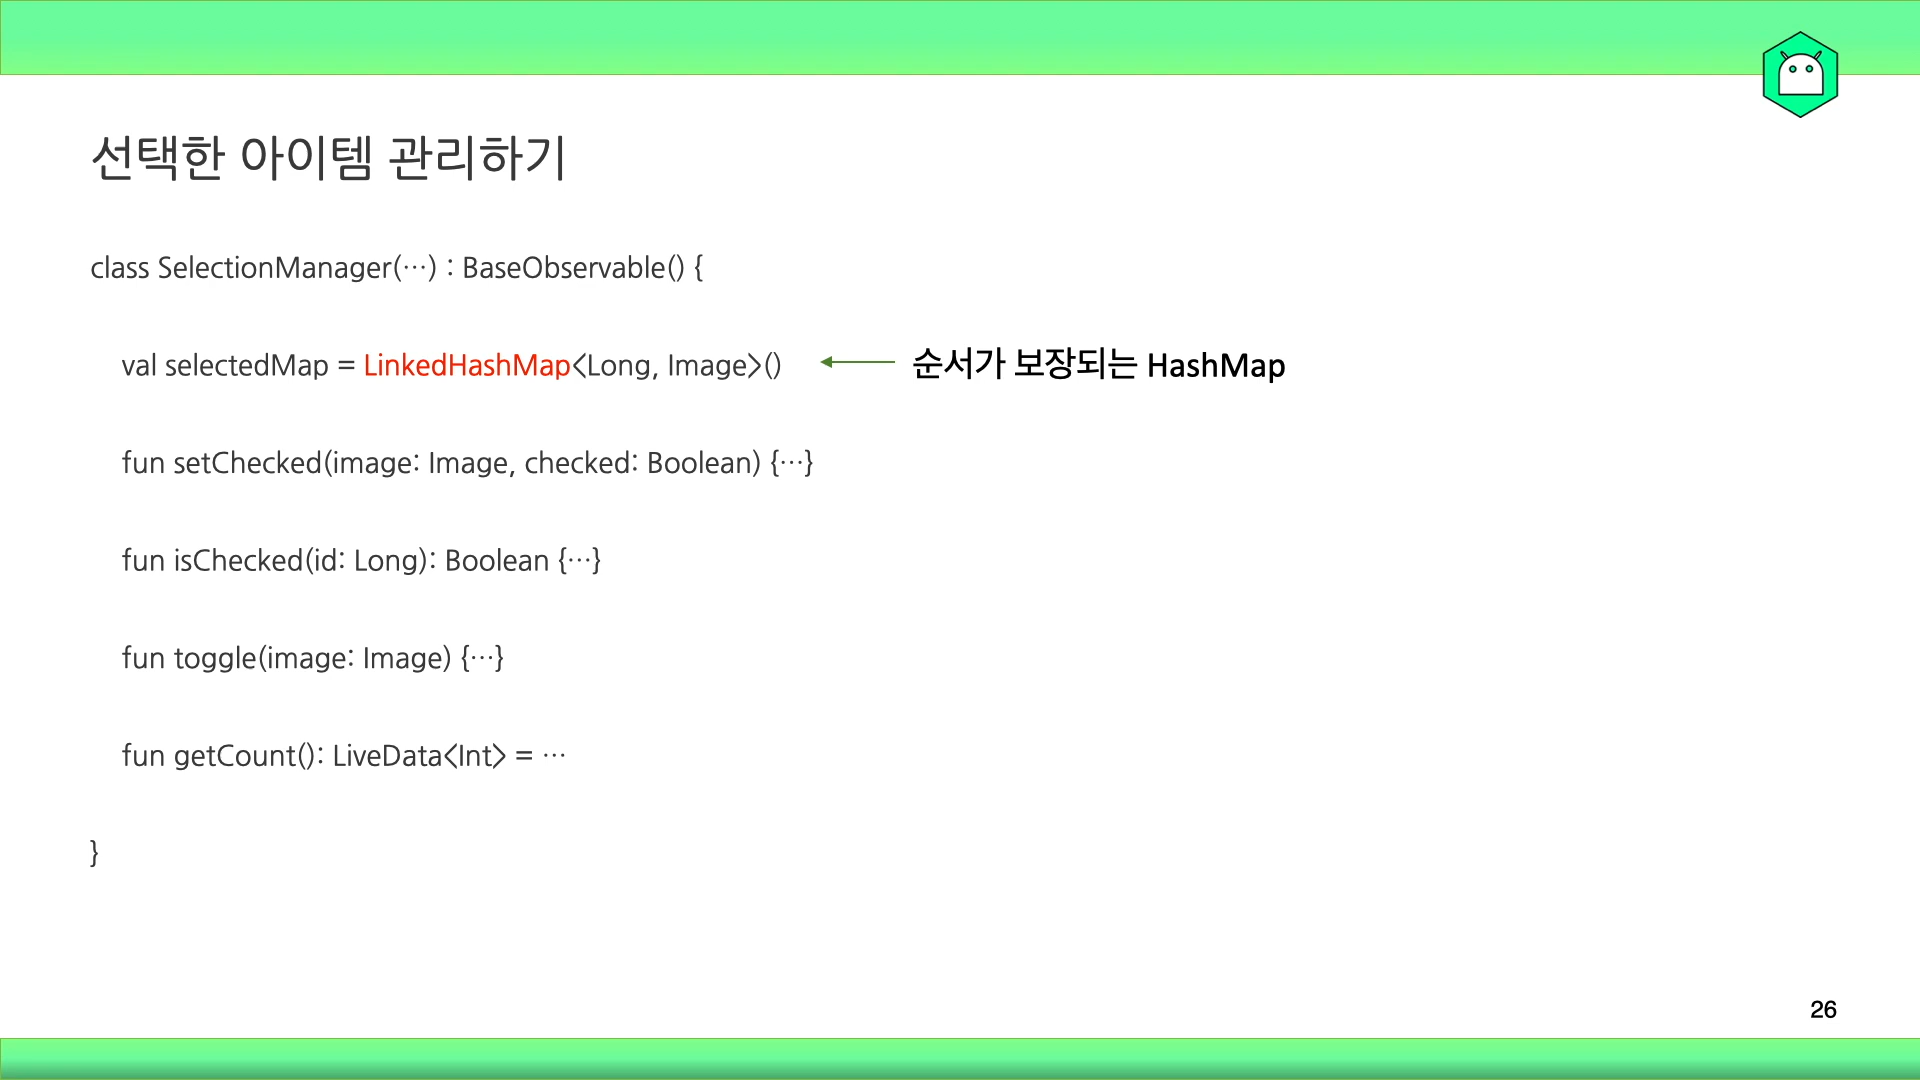 선택한 아이템 관리하기
class SelectionManager(…) : BaseObservable() {
val selectedMap = LinkedHashMap<Long, Image>() 순서가 보장되는 HashMap
fun setChecked(image: Image, checked: Boolean) {…}
fun isChecked(id: Long): Boolean {…}
fun toggle(image: Image) {…}
fun getCount(): LiveData<Int> = …
}
26